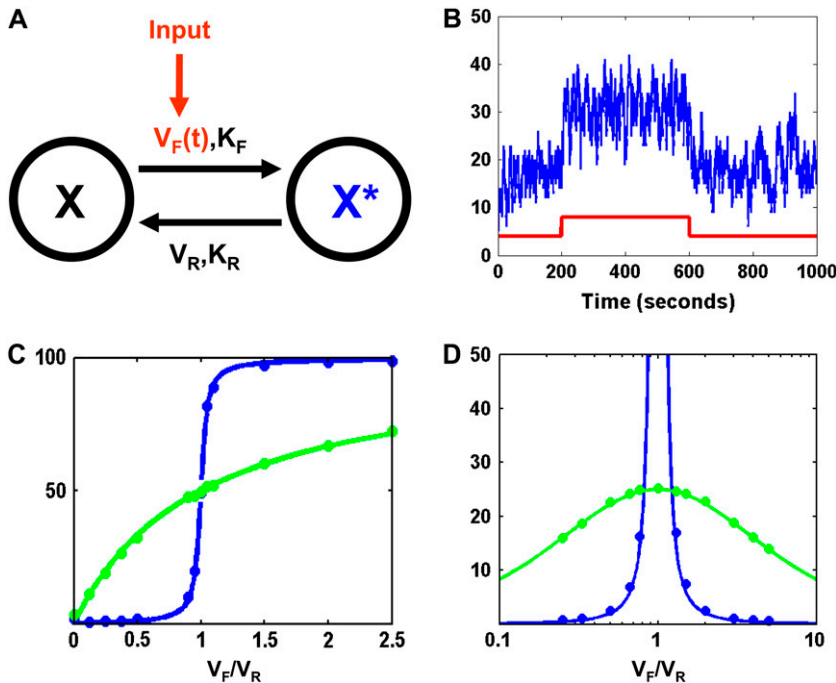 A
Input
V_F(t),K_F
X
X*
V_R,K_R
B
50
40
30
20
10
0
0 200 400 600 800 1000
Time (seconds)
C
100
50
0 0.5 1 1.5 2 2.5
V_F/V_R
D
50
40
30
20
10
0.1 1 10
V_F/V_R